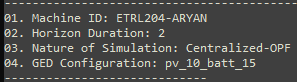 01. Machine ID: ETRL204-ARYAN
02. Horizon Duration: 2
03. Nature of Simulation: Centralized-OPF
04. GED Configuration: pv_10_batt_15